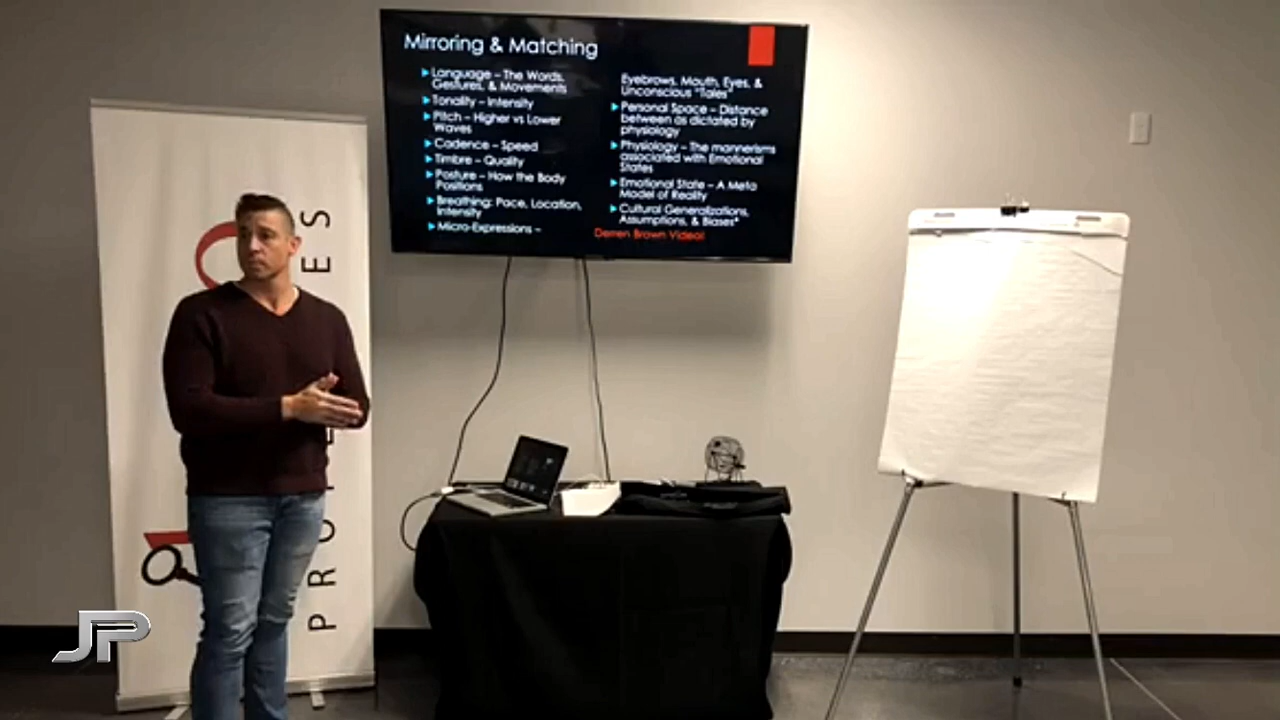 Mirroring & Matching
Language – The Words,
Gestures, & Movements
Tonality – Intensity
Pitch – Higher vs Lower
Waves
Cadence – Speed
Timbre – Quality
Posture – How the Body
Positions
Breathing: Pace, Location,
Intensity
Micro-Expressions –
Eyebrows, Mouth, Eyes, &
Unconscious "Tales"
Personal Space – Distance
between as dictated by
physiology
Physiology – The mannerisms
associated with Emotional
States
Emotional State – A Meta
Model of Reality
Cultural Generalizations,
Assumptions, & Biases*
Derren Brown Videos!
JP